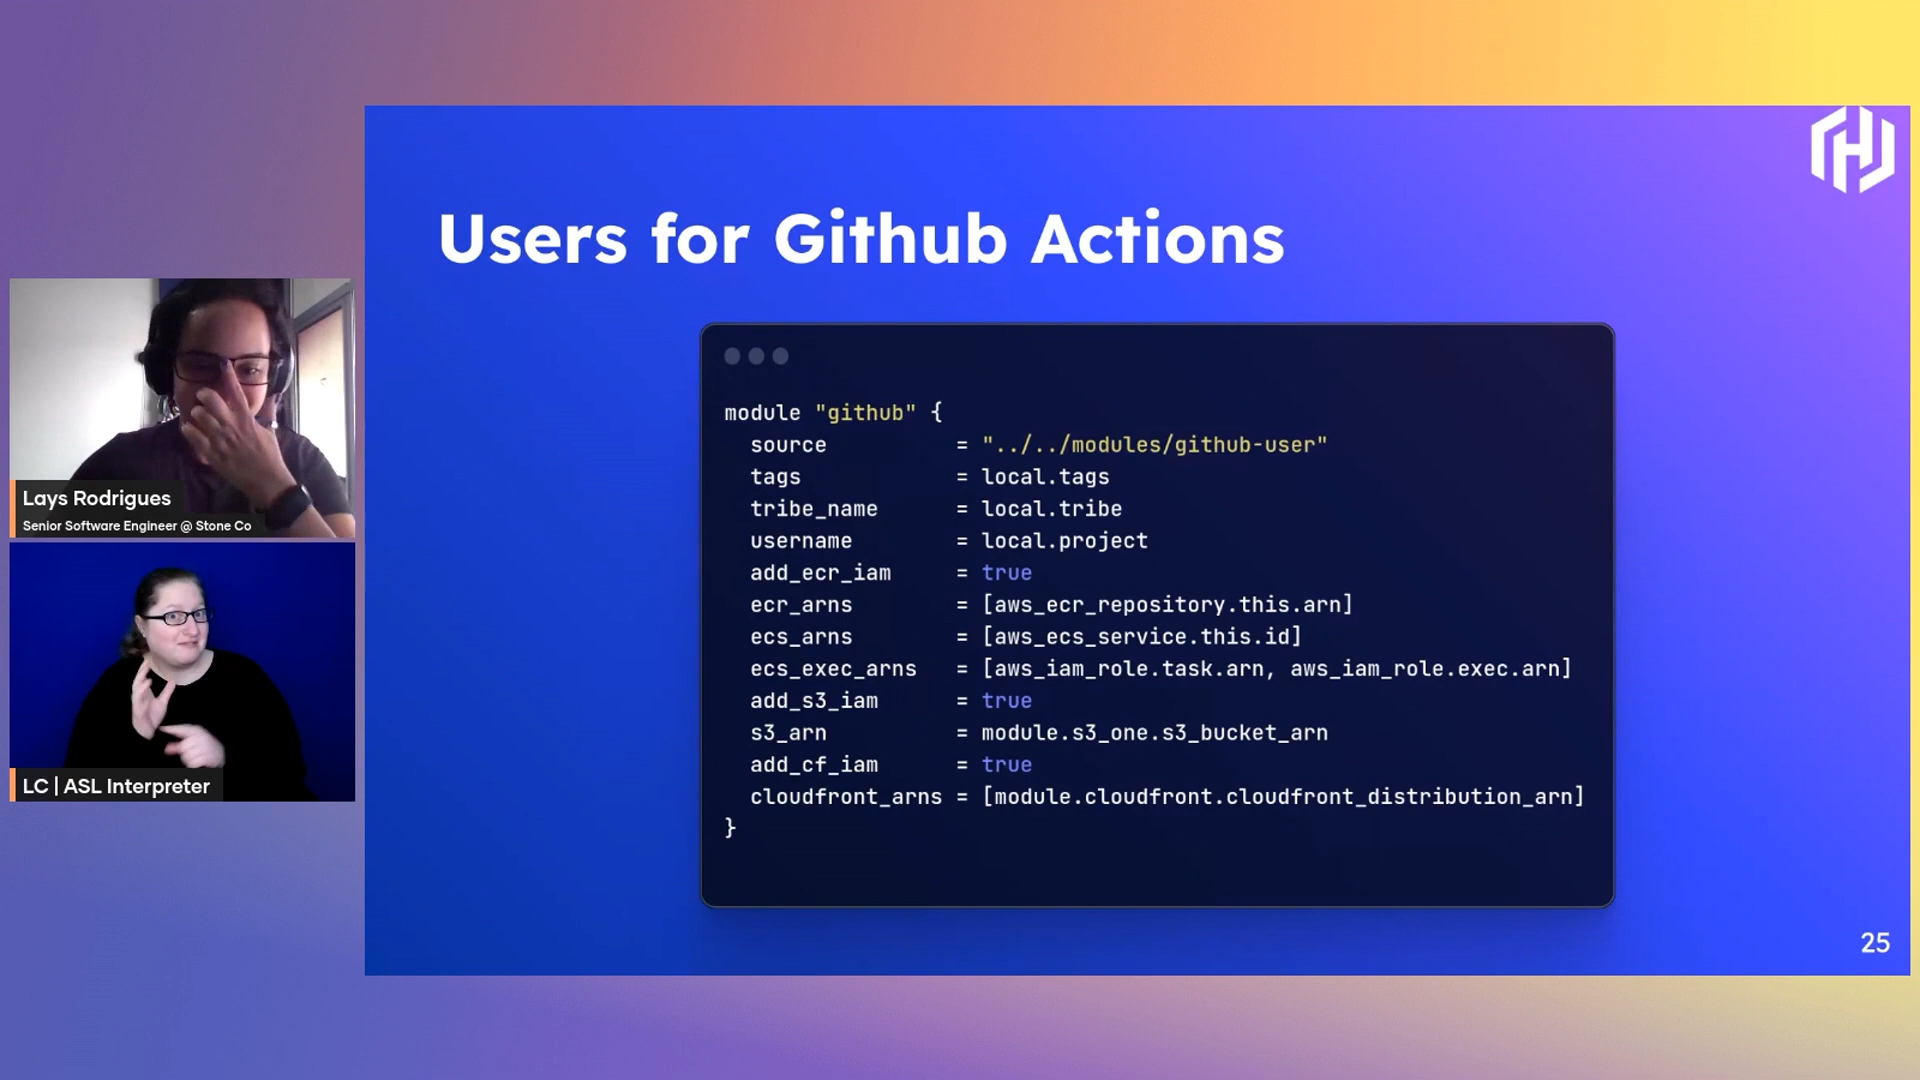 Users for Github Actions
module "github" {
  source          = "../../modules/github-user"
  tags            = local.tags
  tribe_name      = local.tribe
  username        = local.project
  add_ecr_iam     = true
  ecr_arns        = [aws_ecr_repository.this.arn]
  ecs_arns        = [aws_ecs_service.this.id]
  ecs_exec_arns   = [aws_iam_role.task.arn, aws_iam_role.exec.arn]
  add_s3_iam      = true
  s3_arn          = module.s3_one.s3_bucket_arn
  add_cf_iam      = true
  cloudfront_arns = [module.cloudfront.cloudfront_distribution_arn]
}
25
Lays Rodrigues
Senior Software Engineer @ Stone Co
LC | ASL Interpreter